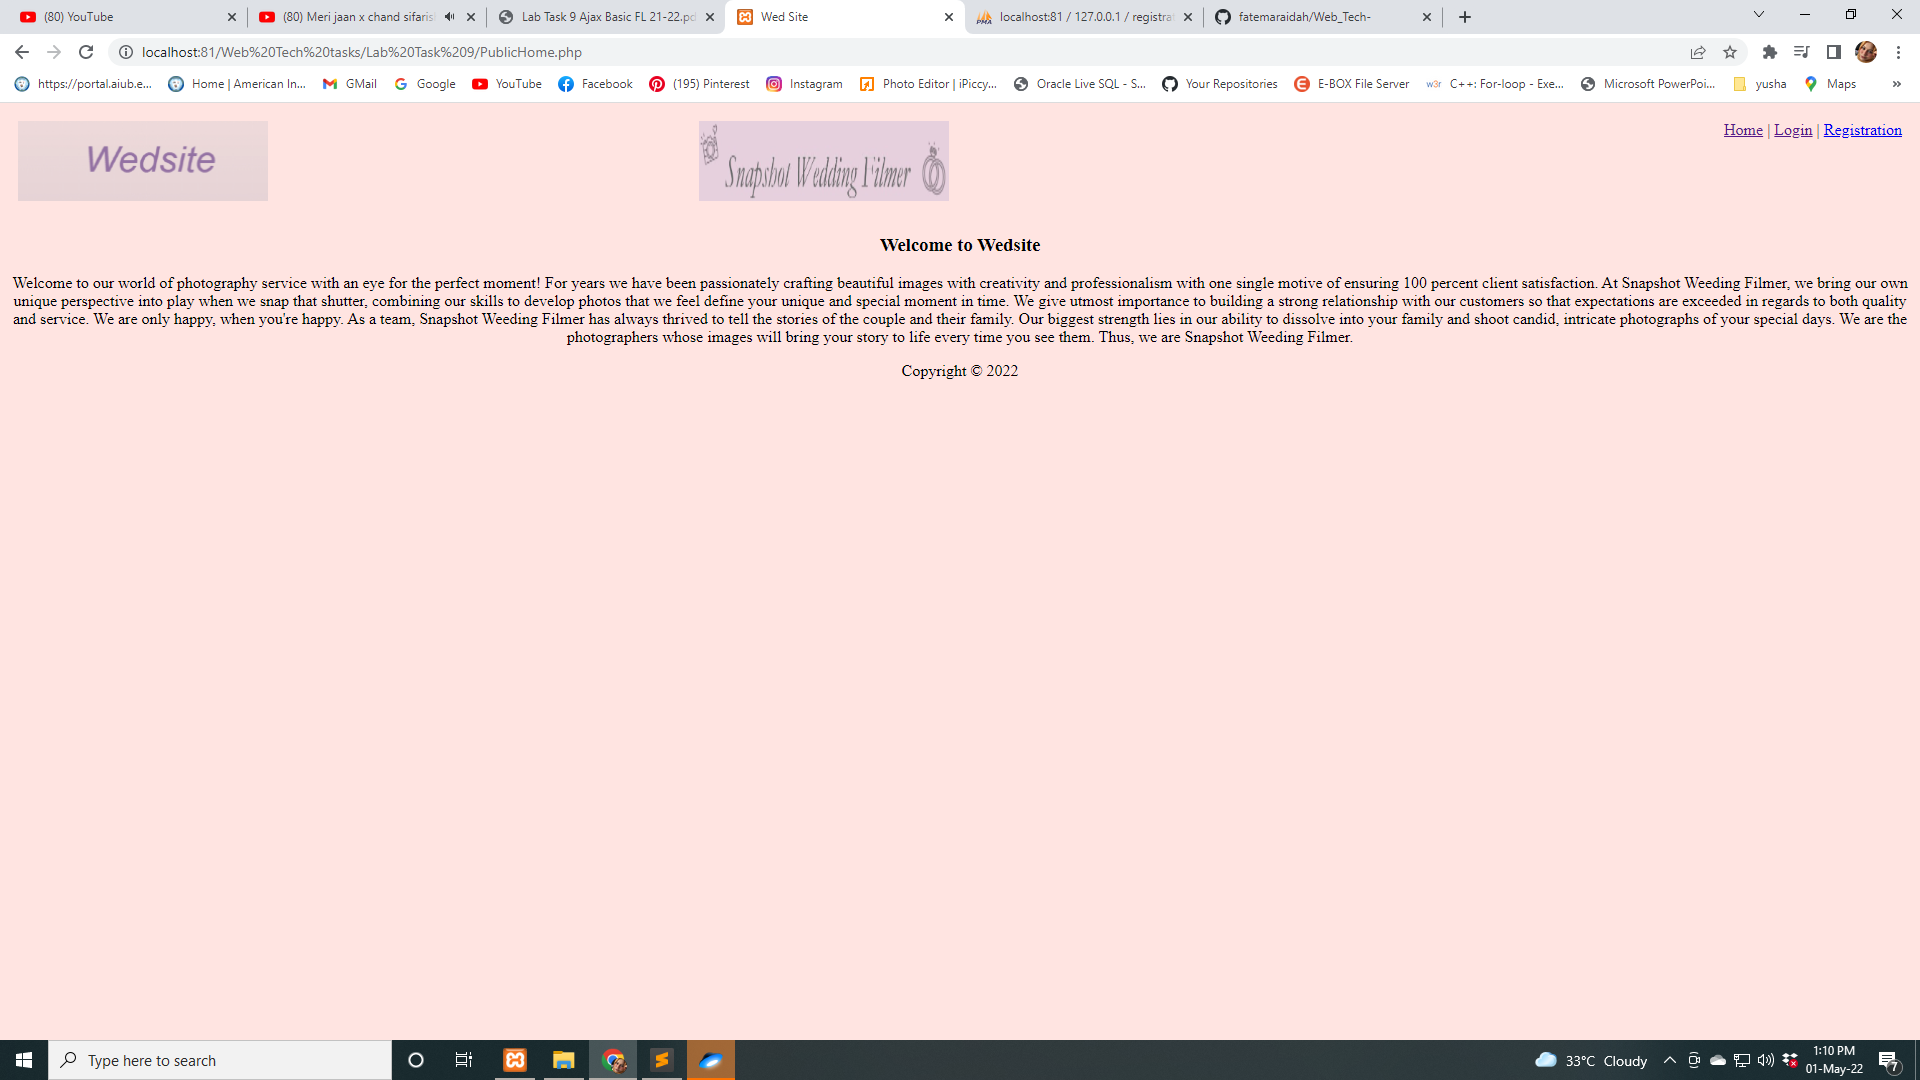 (80) YouTube
(80) Meri jaan x chand sifaris
Lab Task 9 Ajax Basic FL 21-22.pd
Wed Site
localhost:81 / 127.0.0.1 / registra
fatemaraidah/Web_Tech-
localhost:81/Web%20Tech%20tasks/Lab%20Task%209/PublicHome.php
https://portal.aiub.e...
Home | American In...
GMail
Google
YouTube
Facebook
(195) Pinterest
Instagram
Photo Editor | iPiccy...
Oracle Live SQL - S...
Your Repositories
E-BOX File Server
C++: For-loop - Exe...
Microsoft PowerPoi...
yusha
Maps
»
Wedsite
Snapshot Wedding Filmer
Home | Login | Registration
Welcome to Wedsite
Welcome to our world of photography service with an eye for the perfect moment! For years we have been passionately crafting beautiful images with creativity and professionalism with one single motive of ensuring 100 percent client satisfaction. At Snapshot Weeding Filmer, we bring our own
unique perspective into play when we snap that shutter, combining our skills to develop photos that we feel define your unique and special moment in time. We give utmost importance to building a strong relationship with our customers so that expectations are exceeded in regards to both quality
and service. We are only happy, when you're happy. As a team, Snapshot Weeding Filmer has always thrived to tell the stories of the couple and their family. Our biggest strength lies in our ability to dissolve into your family and shoot candid, intricate photographs of your special days. We are the
photographers whose images will bring your story to life every time you see them. Thus, we are Snapshot Weeding Filmer.
Copyright © 2022
Type here to search
33°C Cloudy
1:10 PM
01-May-22
7